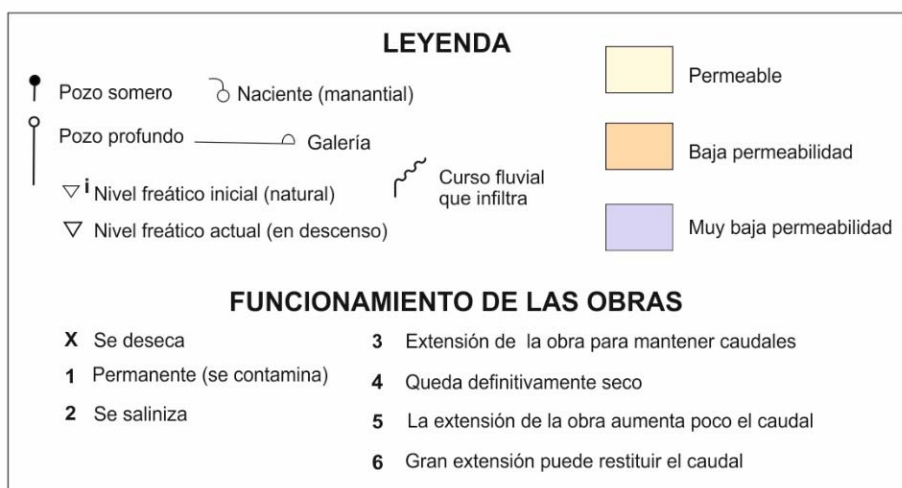 LEYENDA
Pozo somero
Naciente (manantial)
Pozo profundo
Galería
i Nivel freático inicial (natural)
Nivel freático actual (en descenso)
Curso fluvial
que infiltra
Permeable
Baja permeabilidad
Muy baja permeabilidad
FUNCIONAMIENTO DE LAS OBRAS
X Se deseca
1 Permanente (se contamina)
2 Se saliniza
3 Extensión de la obra para mantener caudales
4 Queda definitivamente seco
5 La extensión de la obra aumenta poco el caudal
6 Gran extensión puede restituir el caudal